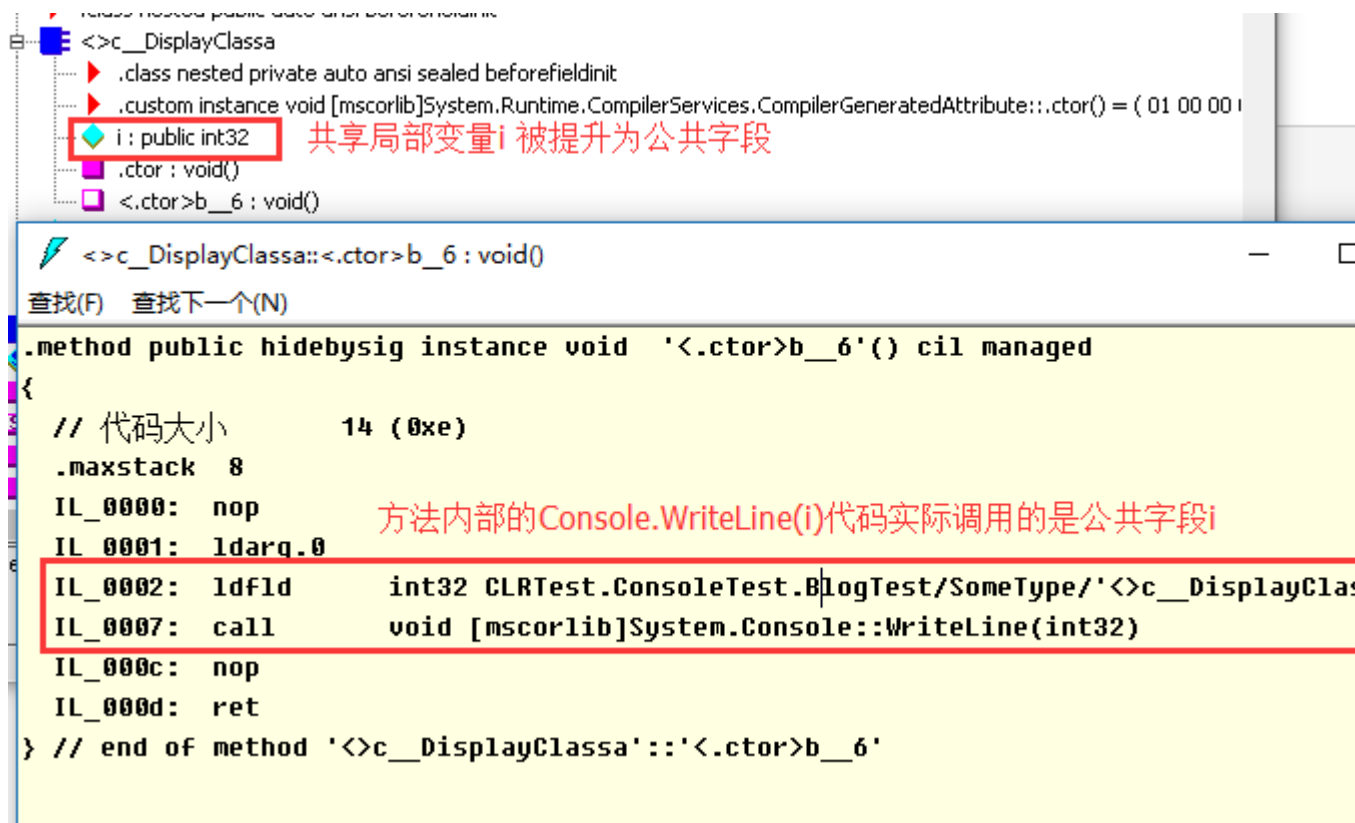 <>c__DisplayClassa
.class nested private auto ansi sealed beforefieldinit
.custom instance void [mscorlib]System.Runtime.CompilerServices.CompilerGeneratedAttribute::.ctor() = ( 01 00 00
i : public int32
共享局部变量i 被提升为公共字段
.ctor : void()
<.ctor>b__6 : void()
<>c__DisplayClassa::<.ctor>b__6 : void()
查找(F) 查找下一个(N)
.method public hidebysig instance void '<.ctor>b__6'() cil managed
{
// 代码大小 14 (0xe)
.maxstack 8
IL_0000: nop
方法内部的Console.WriteLine(i)代码实际调用的是公共字段i
IL_0001: ldarg.0
IL_0002: ldfld int32 CLRTest.ConsoleTest.BlogTest/SomeType/'<>c__DisplayClas
IL_0007: call void [mscorlib]System.Console::WriteLine(int32)
IL_000c: nop
IL_000d: ret
} // end of method '<>c__DisplayClassa'::'<.ctor>b__6'